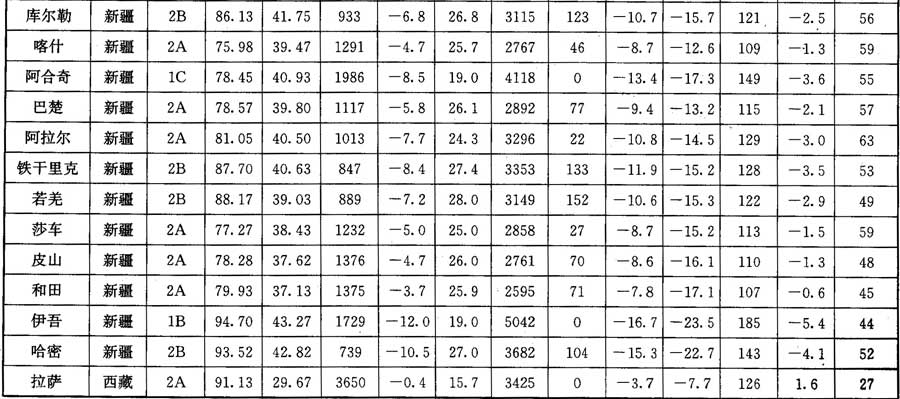 库尔勒 新疆 2B 86.13 41.75 933 −6.8 26.8 3115 123 −10.7 −15.7 121 −2.5 56
喀什 新疆 2A 75.98 39.47 1291 −4.7 25.7 2767 46 −8.7 −12.6 109 −1.3 59
阿合奇 新疆 1C 78.45 40.93 1986 −8.5 19.0 4118 0 −13.4 −17.3 149 −3.6 55
巴楚 新疆 2A 78.57 39.80 1117 −5.8 26.1 2892 77 −9.4 −13.2 115 −2.1 57
阿拉尔 新疆 2A 81.05 40.50 1013 −7.7 24.3 3296 22 −10.8 −14.5 129 −3.0 63
铁干里克 新疆 2B 87.70 40.63 847 −8.4 27.4 3353 133 −11.9 −15.2 128 −3.5 53
若羌 新疆 2B 88.17 39.03 889 −7.2 28.0 3149 152 −10.6 −15.3 122 −2.9 49
莎车 新疆 2A 77.27 38.43 1232 −5.0 25.0 2858 27 −8.7 −15.2 113 −1.5 59
皮山 新疆 2A 78.28 37.62 1376 −4.7 26.0 2761 70 −8.6 −16.1 110 −1.3 48
和田 新疆 2A 79.93 37.13 1375 −3.7 25.9 2595 71 −7.8 −17.1 107 −0.6 45
伊吾 新疆 1B 94.70 43.27 1729 −12.0 19.0 5042 0 −16.7 −23.5 185 −5.4 44
哈密 新疆 2B 93.52 42.82 739 −10.5 27.0 3682 104 −15.3 −22.7 143 −4.1 52
拉萨 西藏 2A 91.13 29.67 3650 −0.4 15.7 3425 0 −3.7 −7.7 126 1.6 27